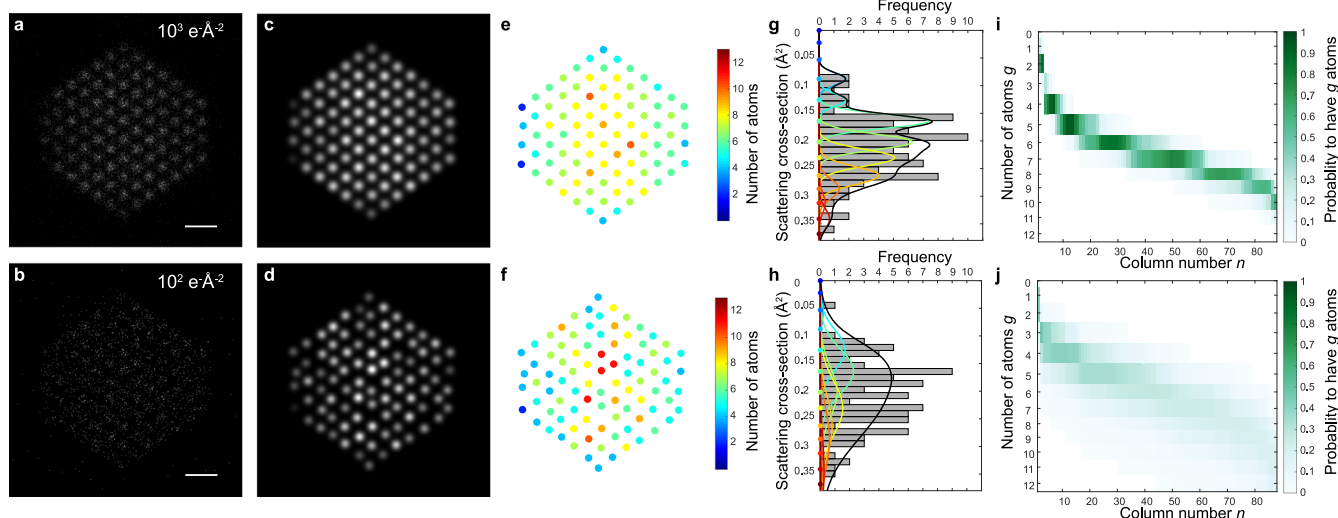 a
10³ e⁻Å⁻²
c
e
Number of atoms
12
10
8
6
4
2
g
Frequency
0 1 2 3 4 5 6 7 8 9 10
Scattering cross-section (Å²)
0
0,05
0,15
0,2
0,25
0,3
0,35
i
Number of atoms g
0
1
2
3
4
5
6
7
8
9
10
11
12
10 20 30 40 50 60 70 80
Column number n
Probablity to have g atoms
1
0.9
0.8
0.7
0.6
0.5
0.4
0.3
0.2
0.1
0
b
10² e⁻Å⁻²
d
f
Number of atoms
12
10
8
6
4
2
h
Frequency
0 1 2 3 4 5 6 7 8 9 10
Scattering cross-section (Å²)
0
0,05
0,15
0,2
0,25
0,3
0,35
j
Number of atoms g
0
1
2
3
4
5
6
7
8
9
10
11
12
10 20 30 40 50 60 70 80
Column number n
Probablity to have g atoms
1
0.9
0.8
0.7
0.6
0.5
0.4
0.3
0.2
0.1
0